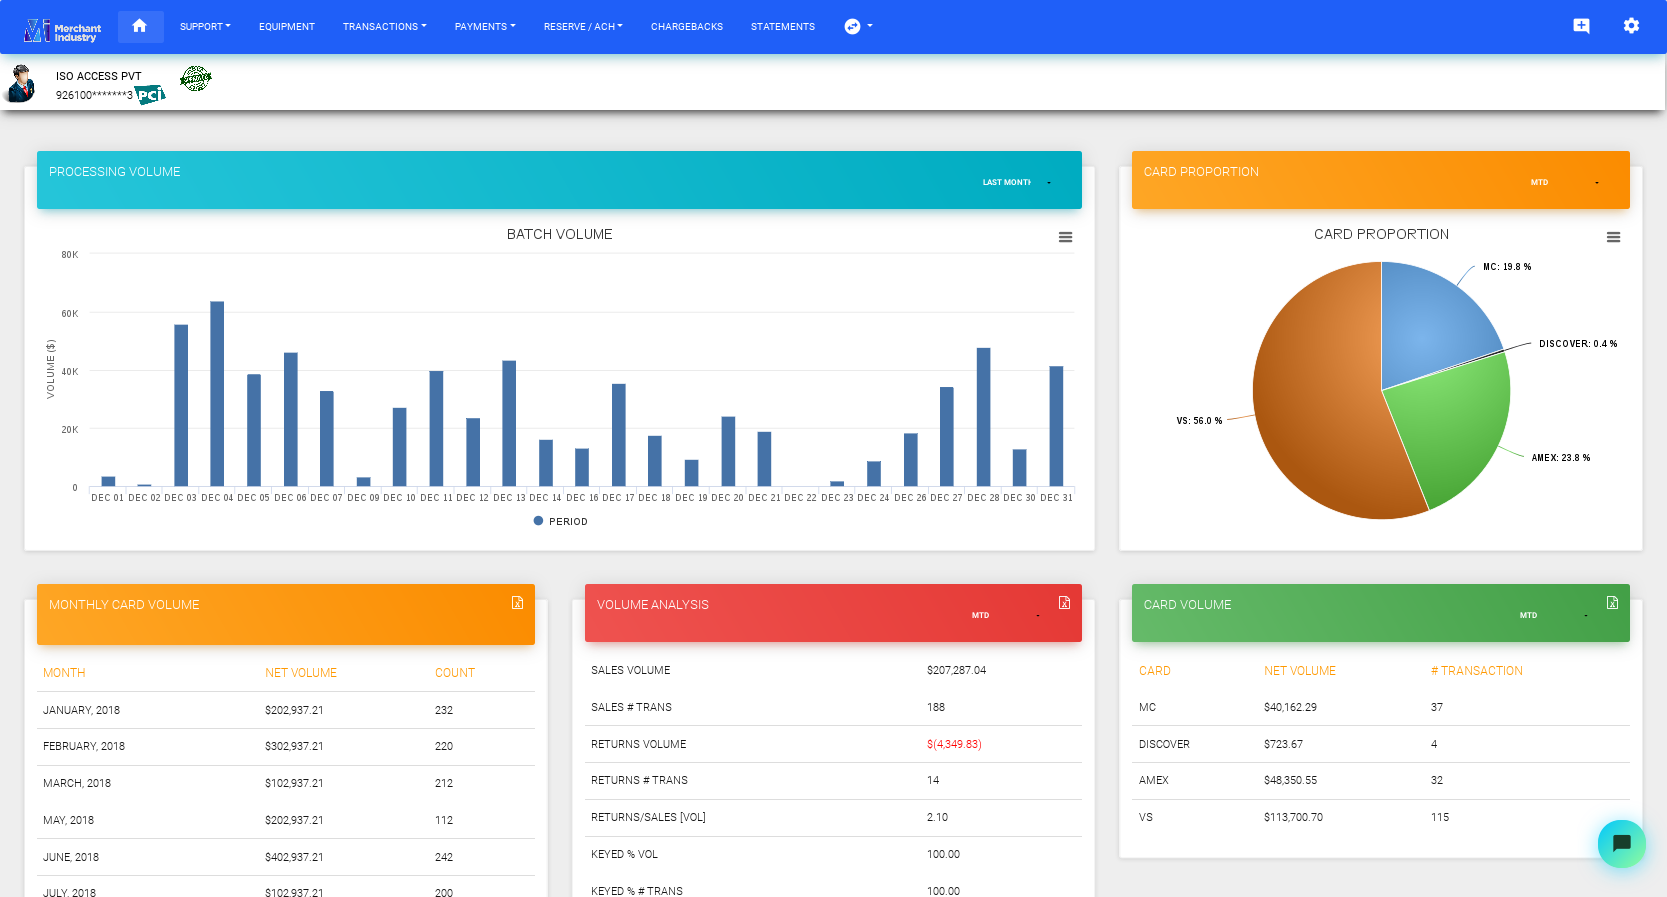 Merchant Industry
SUPPORT EQUIPMENT TRANSACTIONS PAYMENTS RESERVE / ACH CHARGEBACKS STATEMENTS
ISO ACCESS PVT
926100*******3 PCi
PROCESSING VOLUME
LAST MONTH
BATCH VOLUME
VOLUME ($)
80K
60K
40K
20K
0
DEC 01 DEC 02 DEC 03 DEC 04 DEC 05 DEC 06 DEC 07 DEC 09 DEC 10 DEC 11 DEC 12 DEC 13 DEC 14 DEC 16 DEC 17 DEC 18 DEC 19 DEC 20 DEC 21 DEC 22 DEC 23 DEC 24 DEC 26 DEC 27 DEC 28 DEC 30 DEC 31
PERIOD
CARD PROPORTION
MTD
CARD PROPORTION
MC: 19.8 %
DISCOVER: 0.4 %
VS: 56.0 %
AMEX: 23.8 %
MONTHLY CARD VOLUME
MONTH NET VOLUME COUNT
JANUARY, 2018 $202,937.21 232
FEBRUARY, 2018 $302,937.21 220
MARCH, 2018 $102,937.21 212
MAY, 2018 $202,937.21 112
JUNE, 2018 $402,937.21 242
JULY, 2018 $102,937.21 200
VOLUME ANALYSIS
MTD
SALES VOLUME $207,287.04
SALES # TRANS 188
RETURNS VOLUME $(4,349.83)
RETURNS # TRANS 14
RETURNS/SALES [VOL] 2.10
KEYED % VOL 100.00
KEYED % # TRANS 100.00
CARD VOLUME
MTD
CARD NET VOLUME # TRANSACTION
MC $40,162.29 37
DISCOVER $723.67 4
AMEX $48,350.55 32
VS $113,700.70 115